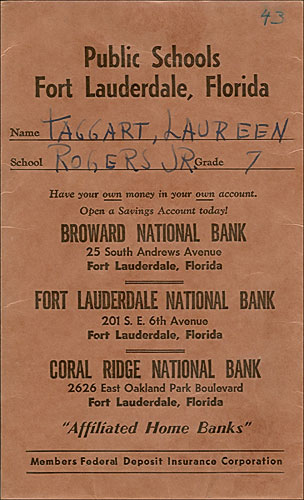 43
Public Schools
Fort Lauderdale, Florida
Name TAGGART, LAUREEN
School ROGERS JR Grade 7
Have your own money in your own account.
Open a Savings Account today!
BROWARD NATIONAL BANK
25 South Andrews Avenue
Fort Lauderdale, Florida
FORT LAUDERDALE NATIONAL BANK
201 S. E. 6th Avenue
Fort Lauderdale, Florida
CORAL RIDGE NATIONAL BANK
2626 East Oakland Park Boulevard
Fort Lauderdale, Florida
"Affiliated Home Banks"
Members Federal Deposit Insurance Corporation